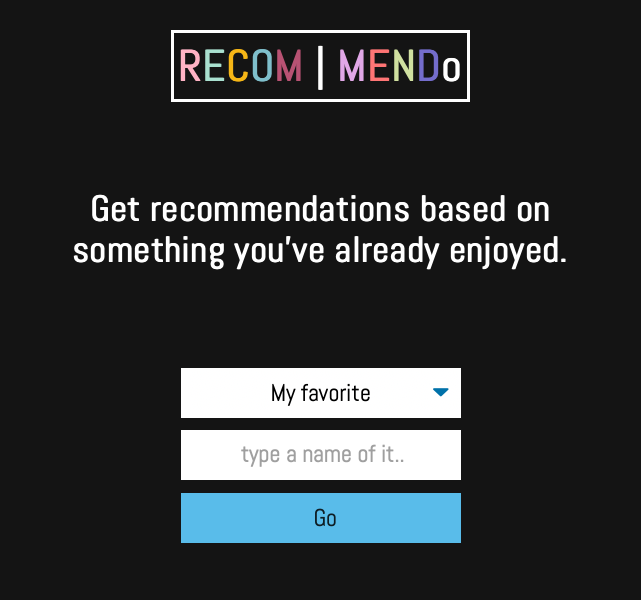 RECOM | MENDo
Get recommendations based on
something you've already enjoyed.
My favorite
type a name of it..
Go